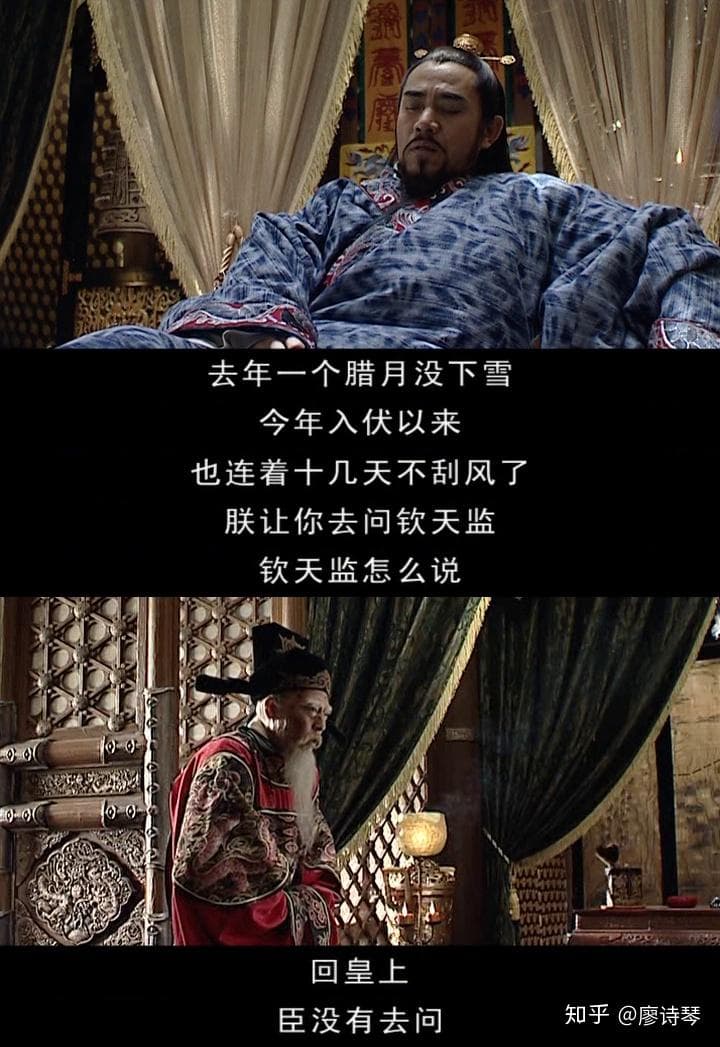 去年一个腊月没下雪
今年入伏以来
也连着十几天不刮风了
朕让你去问钦天监
钦天监怎么说
回皇上
臣没有去问
知乎 @廖诗琴